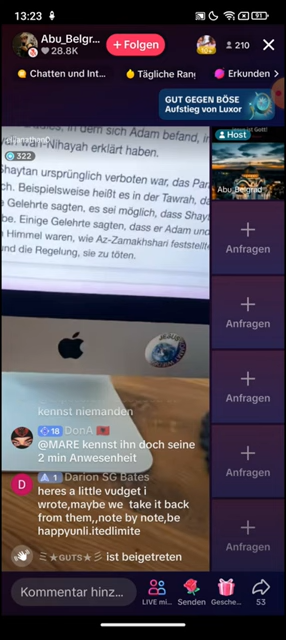 13:23
91
Abu_Belgr...
28.8K
+ Folgen
210
Chatten und Int...
Tägliche Rang
Erkunden >
GUT GEGEN BÖSE
Aufstieg von Luxor
in dem sich Adam befand, in
wan-Nihayah erklärt haben.
322
Shaytan ursprünglich verboten war, das Par
ch. Beispielsweise heißt es in der Tawrah, da
Gelehrte sagten, es sei möglich, dass Shays
be. Einige Gelehrte sagten, dass er Adam und
Himmel waren, wie Az-Zamakhshari feststellt
und die Regelung, sie zu töten.
Host
Abu_Belgrad
Anfragen
Anfragen
Anfragen
Anfragen
Anfragen
JESUS
kennst niemanden
18 DonA
@MARE kennst ihn doch seine
2 min Anwesenheit
D
1 Darion SG Bates
heres a little vudget i
wrote,maybe we take it back
from them,,note by note,be
happyunli.itedlimite
GUTS ist beigetreten
Kommentar hinz...
LIVE mi...
Senden
Gesche...
53